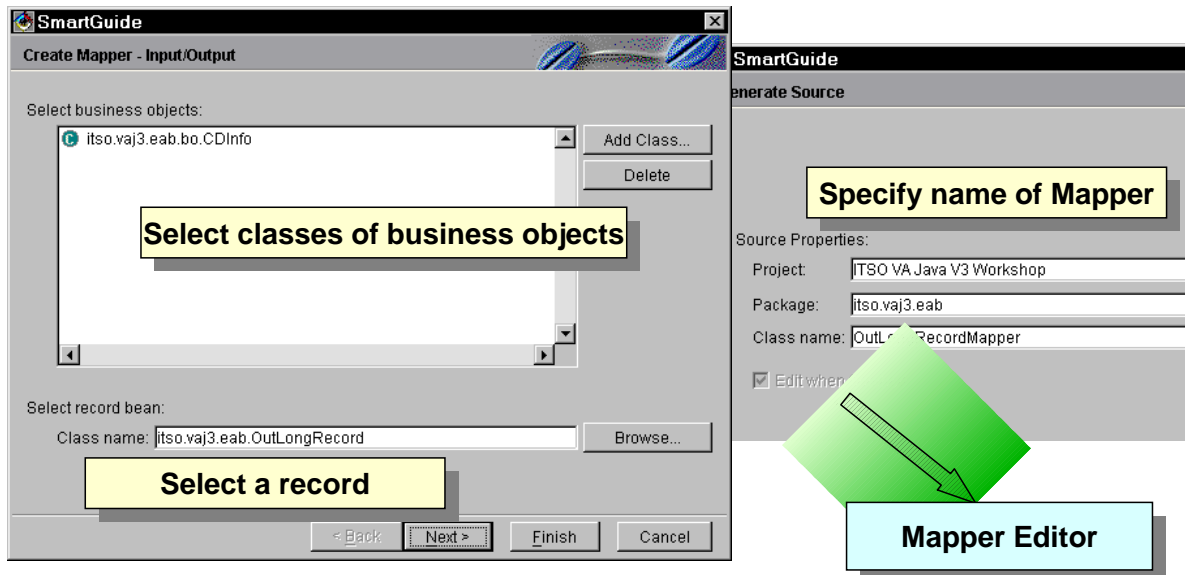 SmartGuide
Create Mapper - Input/Output
Select business objects:
itso.vaj3.eab.bo.CDInfo
Add Class...
Delete
Select classes of business objects
Select record bean:
Class name: itso.vaj3.eab.OutLongRecord
Browse...
Select a record
< Back
Next >
Finish
Cancel
SmartGuide
enerate Source
Specify name of Mapper
Source Properties:
Project: ITSO VA Java V3 Workshop
Package: itso.vaj3.eab
Class name: OutL RecordMapper
Edit when
Mapper Editor